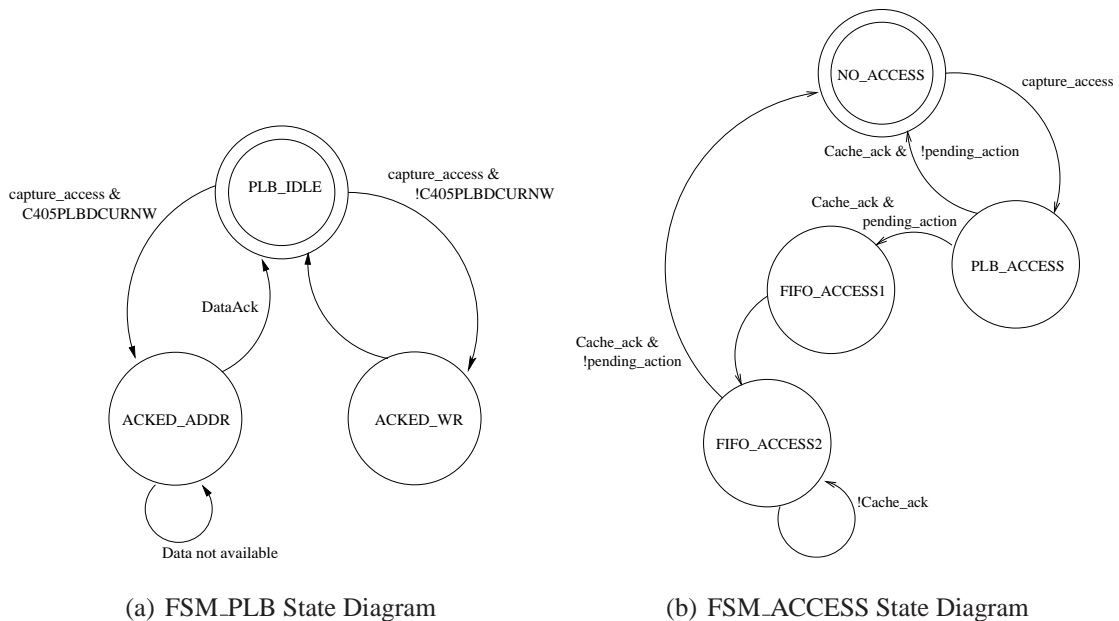 PLB_IDLE
capture_access &
C405PLBDCURNW
capture_access &
!C405PLBDCURNW
DataAck
ACKED_ADDR
ACKED_WR
Data not available
(a) FSM_PLB State Diagram
NO_ACCESS
capture_access
Cache_ack & !pending_action
Cache_ack &
pending_action
PLB_ACCESS
FIFO_ACCESS1
Cache_ack &
!pending_action
FIFO_ACCESS2
!Cache_ack
(b) FSM_ACCESS State Diagram